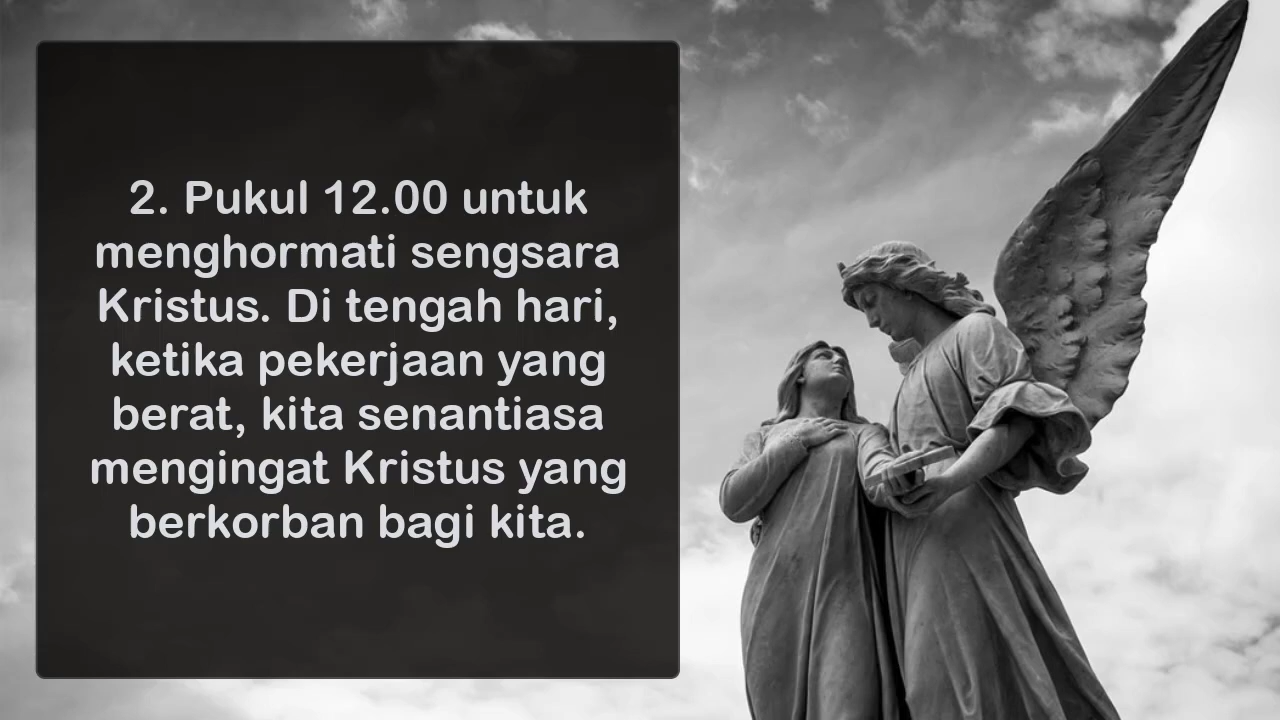 2. Pukul 12.00 untuk
menghormati sengsara
Kristus. Di tengah hari,
ketika pekerjaan yang
berat, kita senantiasa
mengingat Kristus yang
berkorban bagi kita.